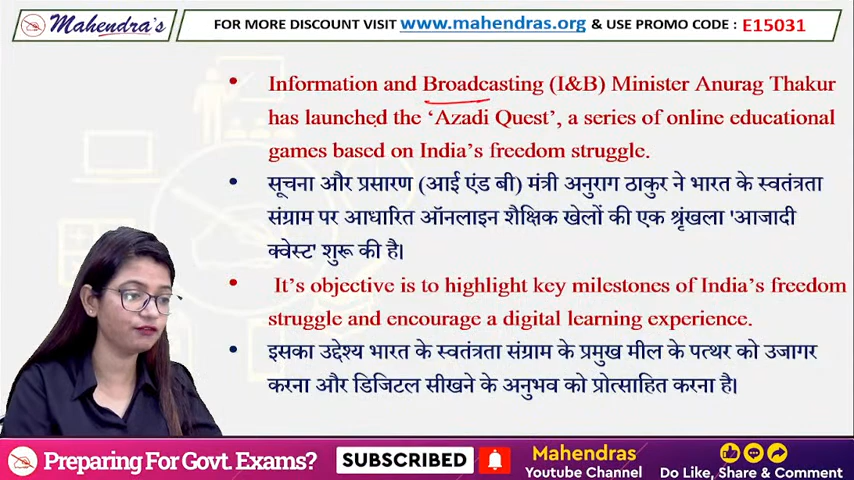 Mahendra's
FOR MORE DISCOUNT VISIT www.mahendras.org & USE PROMO CODE : E15031
• Information and Broadcasting (I&B) Minister Anurag Thakur
has launched the ‘Azadi Quest’, a series of online educational
games based on India’s freedom struggle.
• सूचना और प्रसारण (आई एंड बी) मंत्री अनुराग ठाकुर ने भारत के स्वतंत्रता
संग्राम पर आधारित ऑनलाइन शैक्षिक खेलों की एक श्रृंखला 'आजादी
क्वेस्ट' शुरू की है।
• It’s objective is to highlight key milestones of India’s freedom
struggle and encourage a digital learning experience.
• इसका उद्देश्य भारत के स्वतंत्रता संग्राम के प्रमुख मील के पत्थर को उजागर
करना और डिजिटल सीखने के अनुभव को प्रोत्साहित करना है।
Preparing For Govt. Exams?
SUBSCRIBED
Mahendras
Youtube Channel
Do Like, Share & Comment